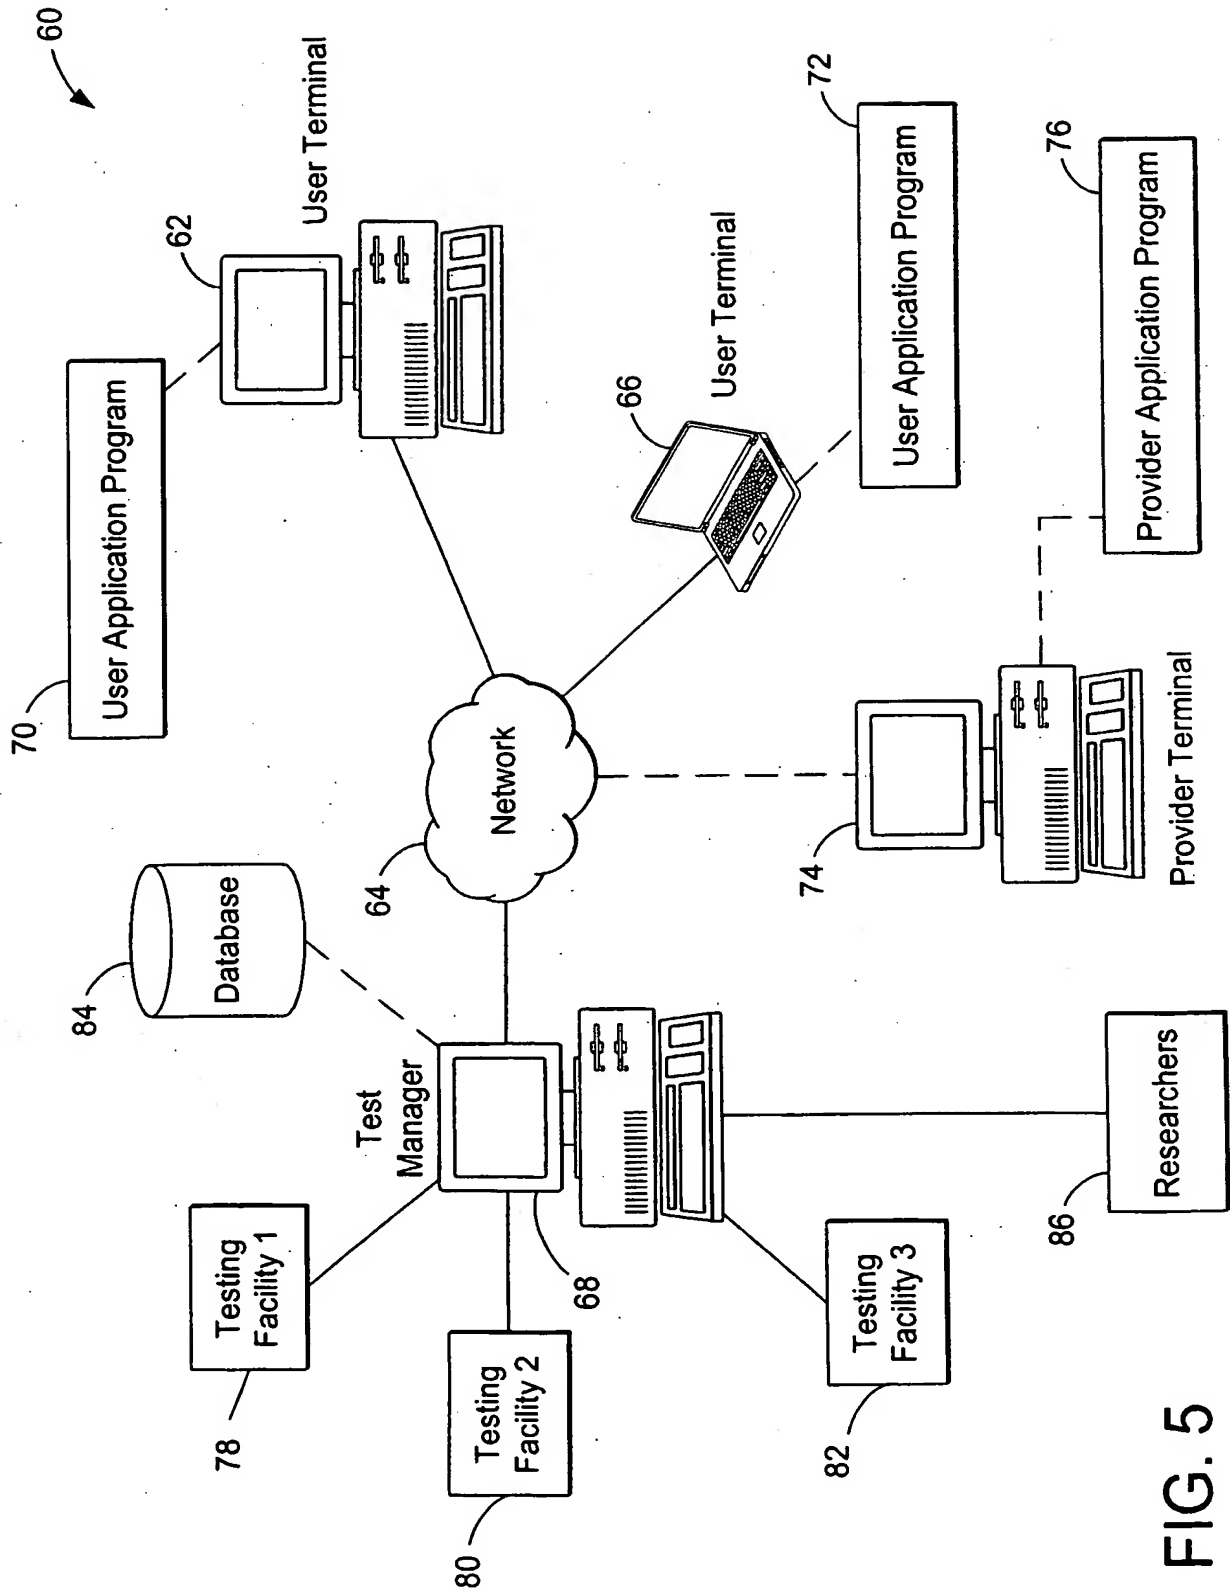 60
70
User Application Program
62
User Terminal
84
Database
64
Network
66
User Terminal
72
User Application Program
78
Testing
Facility 1
Test
Manager
68
80
Testing
Facility 2
74
Provider Terminal
76
Provider Application Program
82
Testing
Facility 3
86
Researchers
FIG. 5